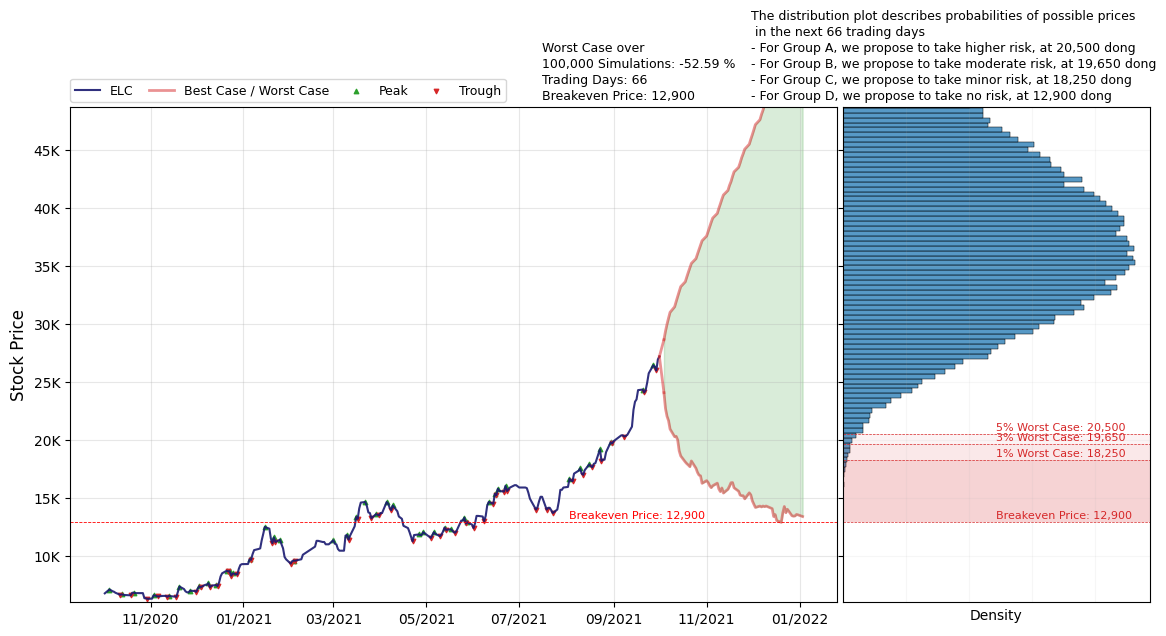 The distribution plot describes probabilities of possible prices
in the next 66 trading days
- For Group A, we propose to take higher risk, at 20,500 dong
- For Group B, we propose to take moderate risk, at 19,650 dong
- For Group C, we propose to take minor risk, at 18,250 dong
- For Group D, we propose to take no risk, at 12,900 dong
Worst Case over
100,000 Simulations: -52.59 %
Trading Days: 66
Breakeven Price: 12,900
ELC
Best Case / Worst Case
Peak
Trough
Stock Price
45K
40K
35K
30K
25K
20K
15K
10K
Breakeven Price: 12,900
11/2020
01/2021
03/2021
05/2021
07/2021
09/2021
11/2021
01/2022
5% Worst Case: 20,500
3% Worst Case: 19,650
1% Worst Case: 18,250
Breakeven Price: 12,900
Density